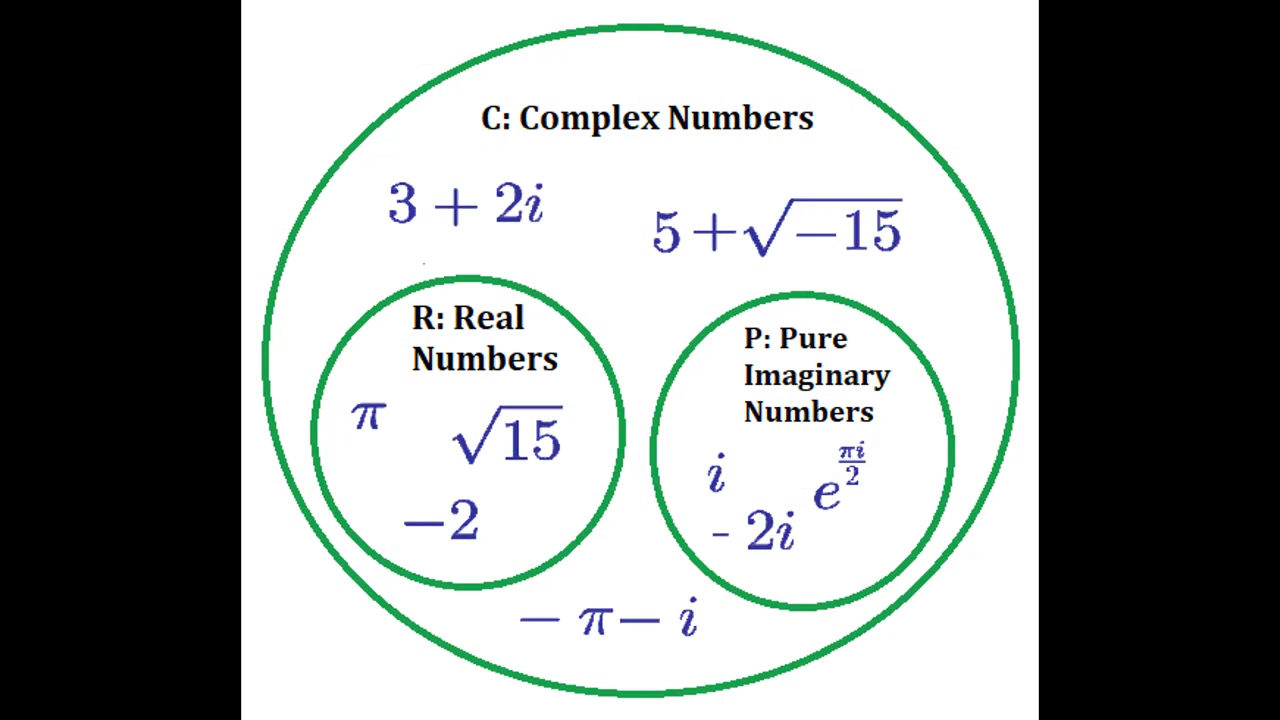 C: Complex Numbers
3 + 2i
5 + √−15
R: Real
Numbers
π
√15
−2
P: Pure
Imaginary
Numbers
i
e^{πi/2}
- 2i
− π − i